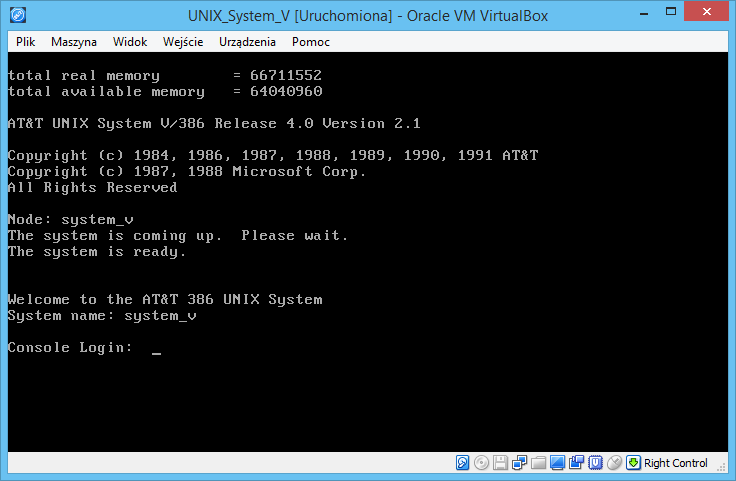 UNIX_System_V [Uruchomiona] - Oracle VM VirtualBox
Plik Maszyna Widok Wejście Urządzenia Pomoc
total real memory        = 66711552
total available memory   = 64040960
AT&T UNIX System V/386 Release 4.0 Version 2.1
Copyright (c) 1984, 1986, 1987, 1988, 1989, 1990, 1991 AT&T
Copyright (c) 1987, 1988 Microsoft Corp.
All Rights Reserved
Node: system_v
The system is coming up.  Please wait.
The system is ready.
Welcome to the AT&T 386 UNIX System
System name: system_v
Console Login:  _
Right Control